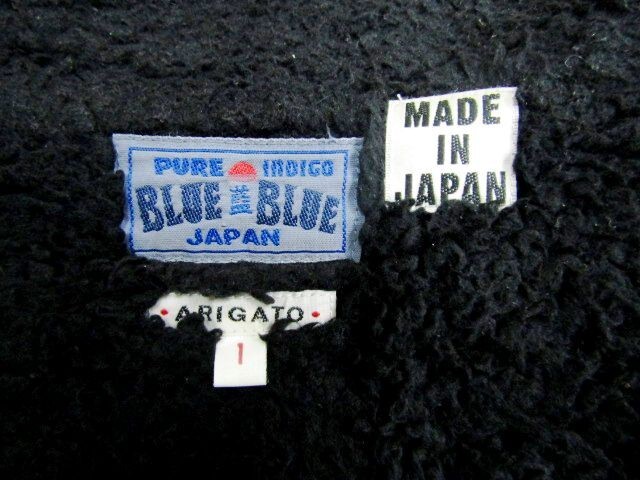 PURE INDIGO
BLUE BLUE
JAPAN
MADE
IN
JAPAN
ARIGATO
1